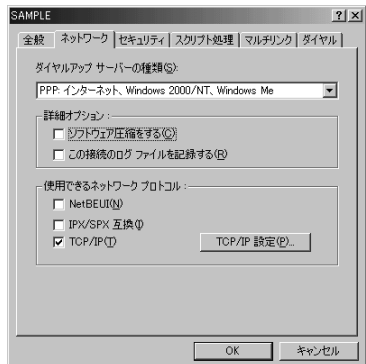 SAMPLE
全般 ネットワーク セキュリティ スクリプト処理 マルチリンク ダイヤル
ダイヤルアップ サーバーの種類(S):
PPP: インターネット、Windows 2000/NT、Windows Me
詳細オプション:
ソフトウェア圧縮をする(C)
この接続のログ ファイルを記録する(R)
使用できるネットワーク プロトコル:
NetBEUI(N)
IPX/SPX 互換(I)
TCP/IP(T)
TCP/IP 設定(P)...
OK キャンセル